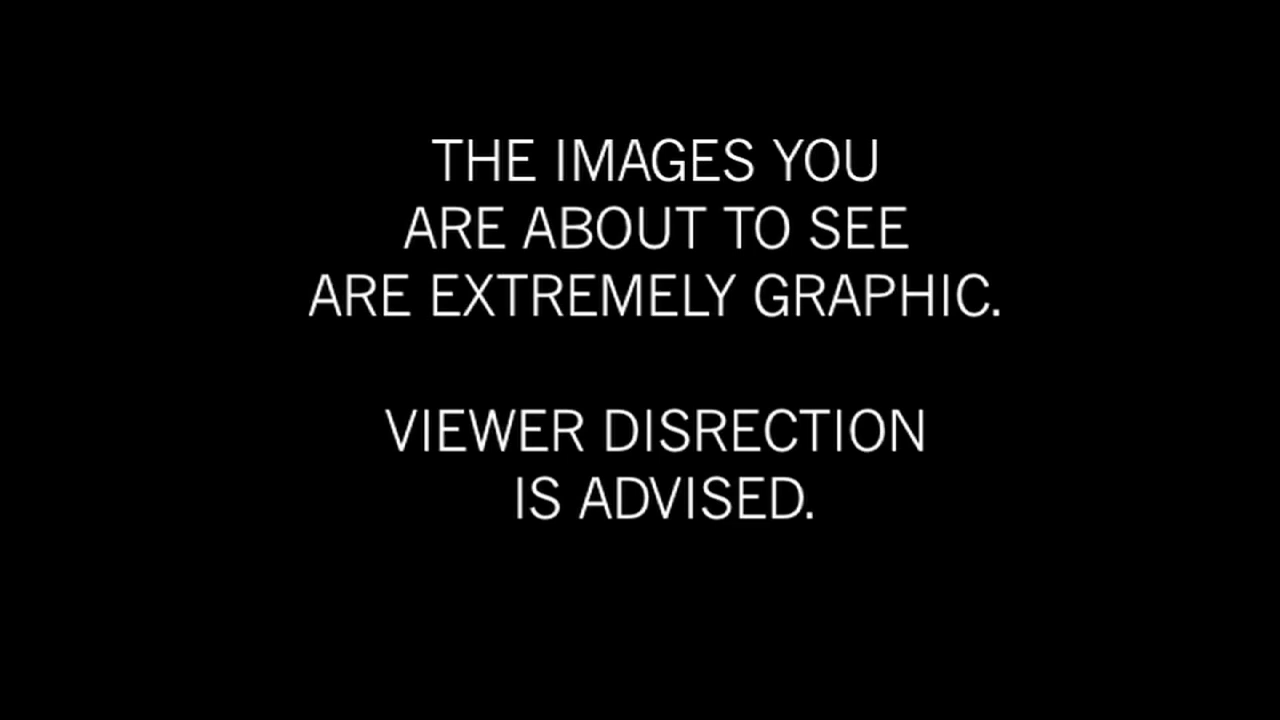 THE IMAGES YOU
ARE ABOUT TO SEE
ARE EXTREMELY GRAPHIC.
VIEWER DISRECTION
IS ADVISED.